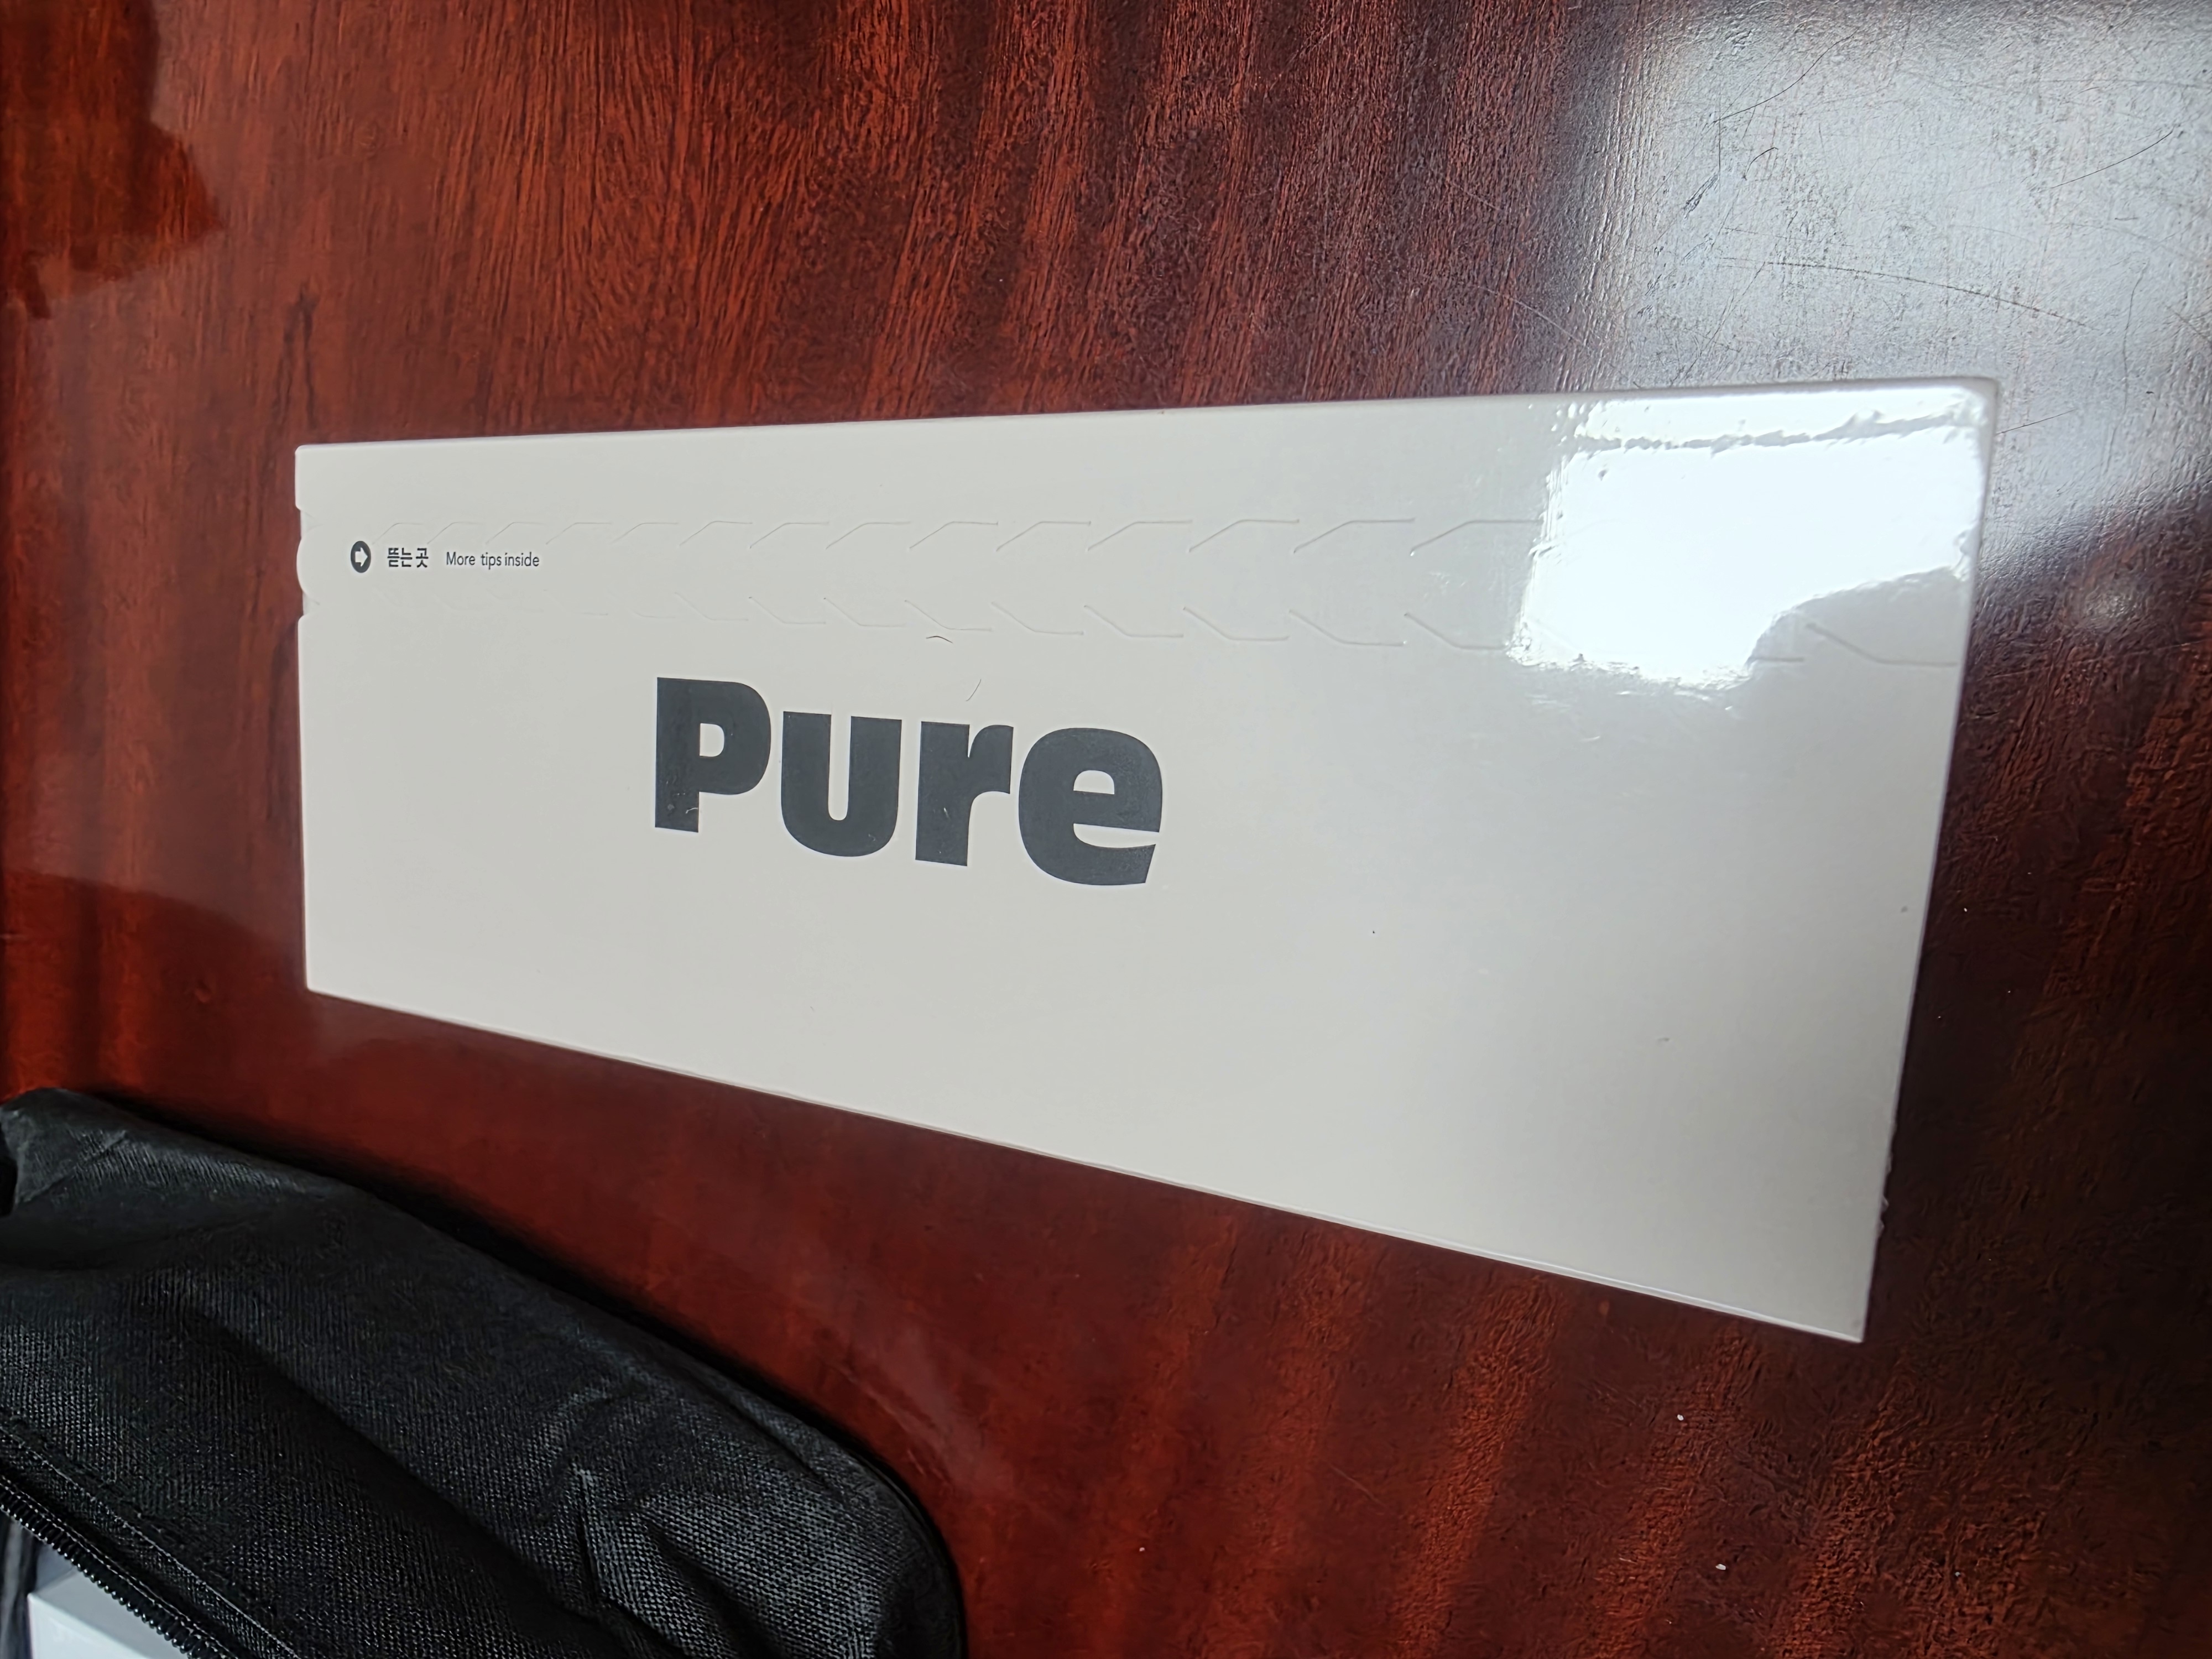 뜯는곳 More tips inside
Pure